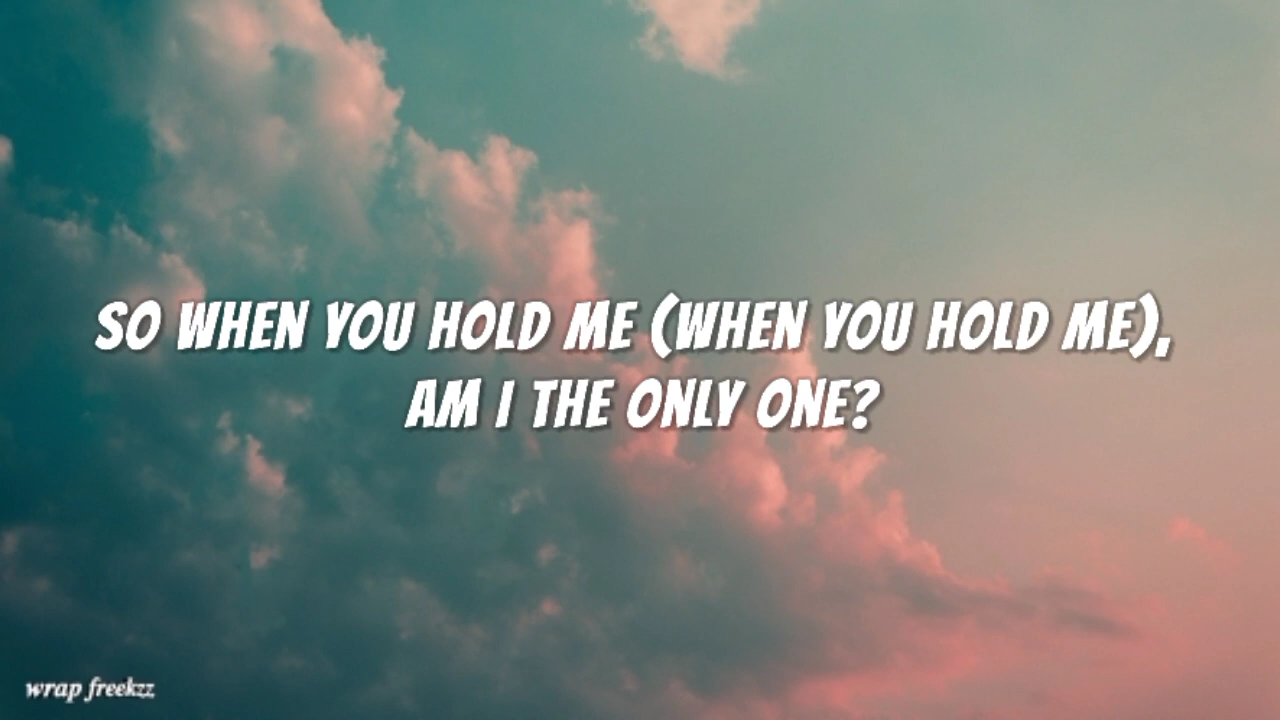 SO WHEN YOU HOLD ME (WHEN YOU HOLD ME),
AM I THE ONLY ONE?
wrap freekzz